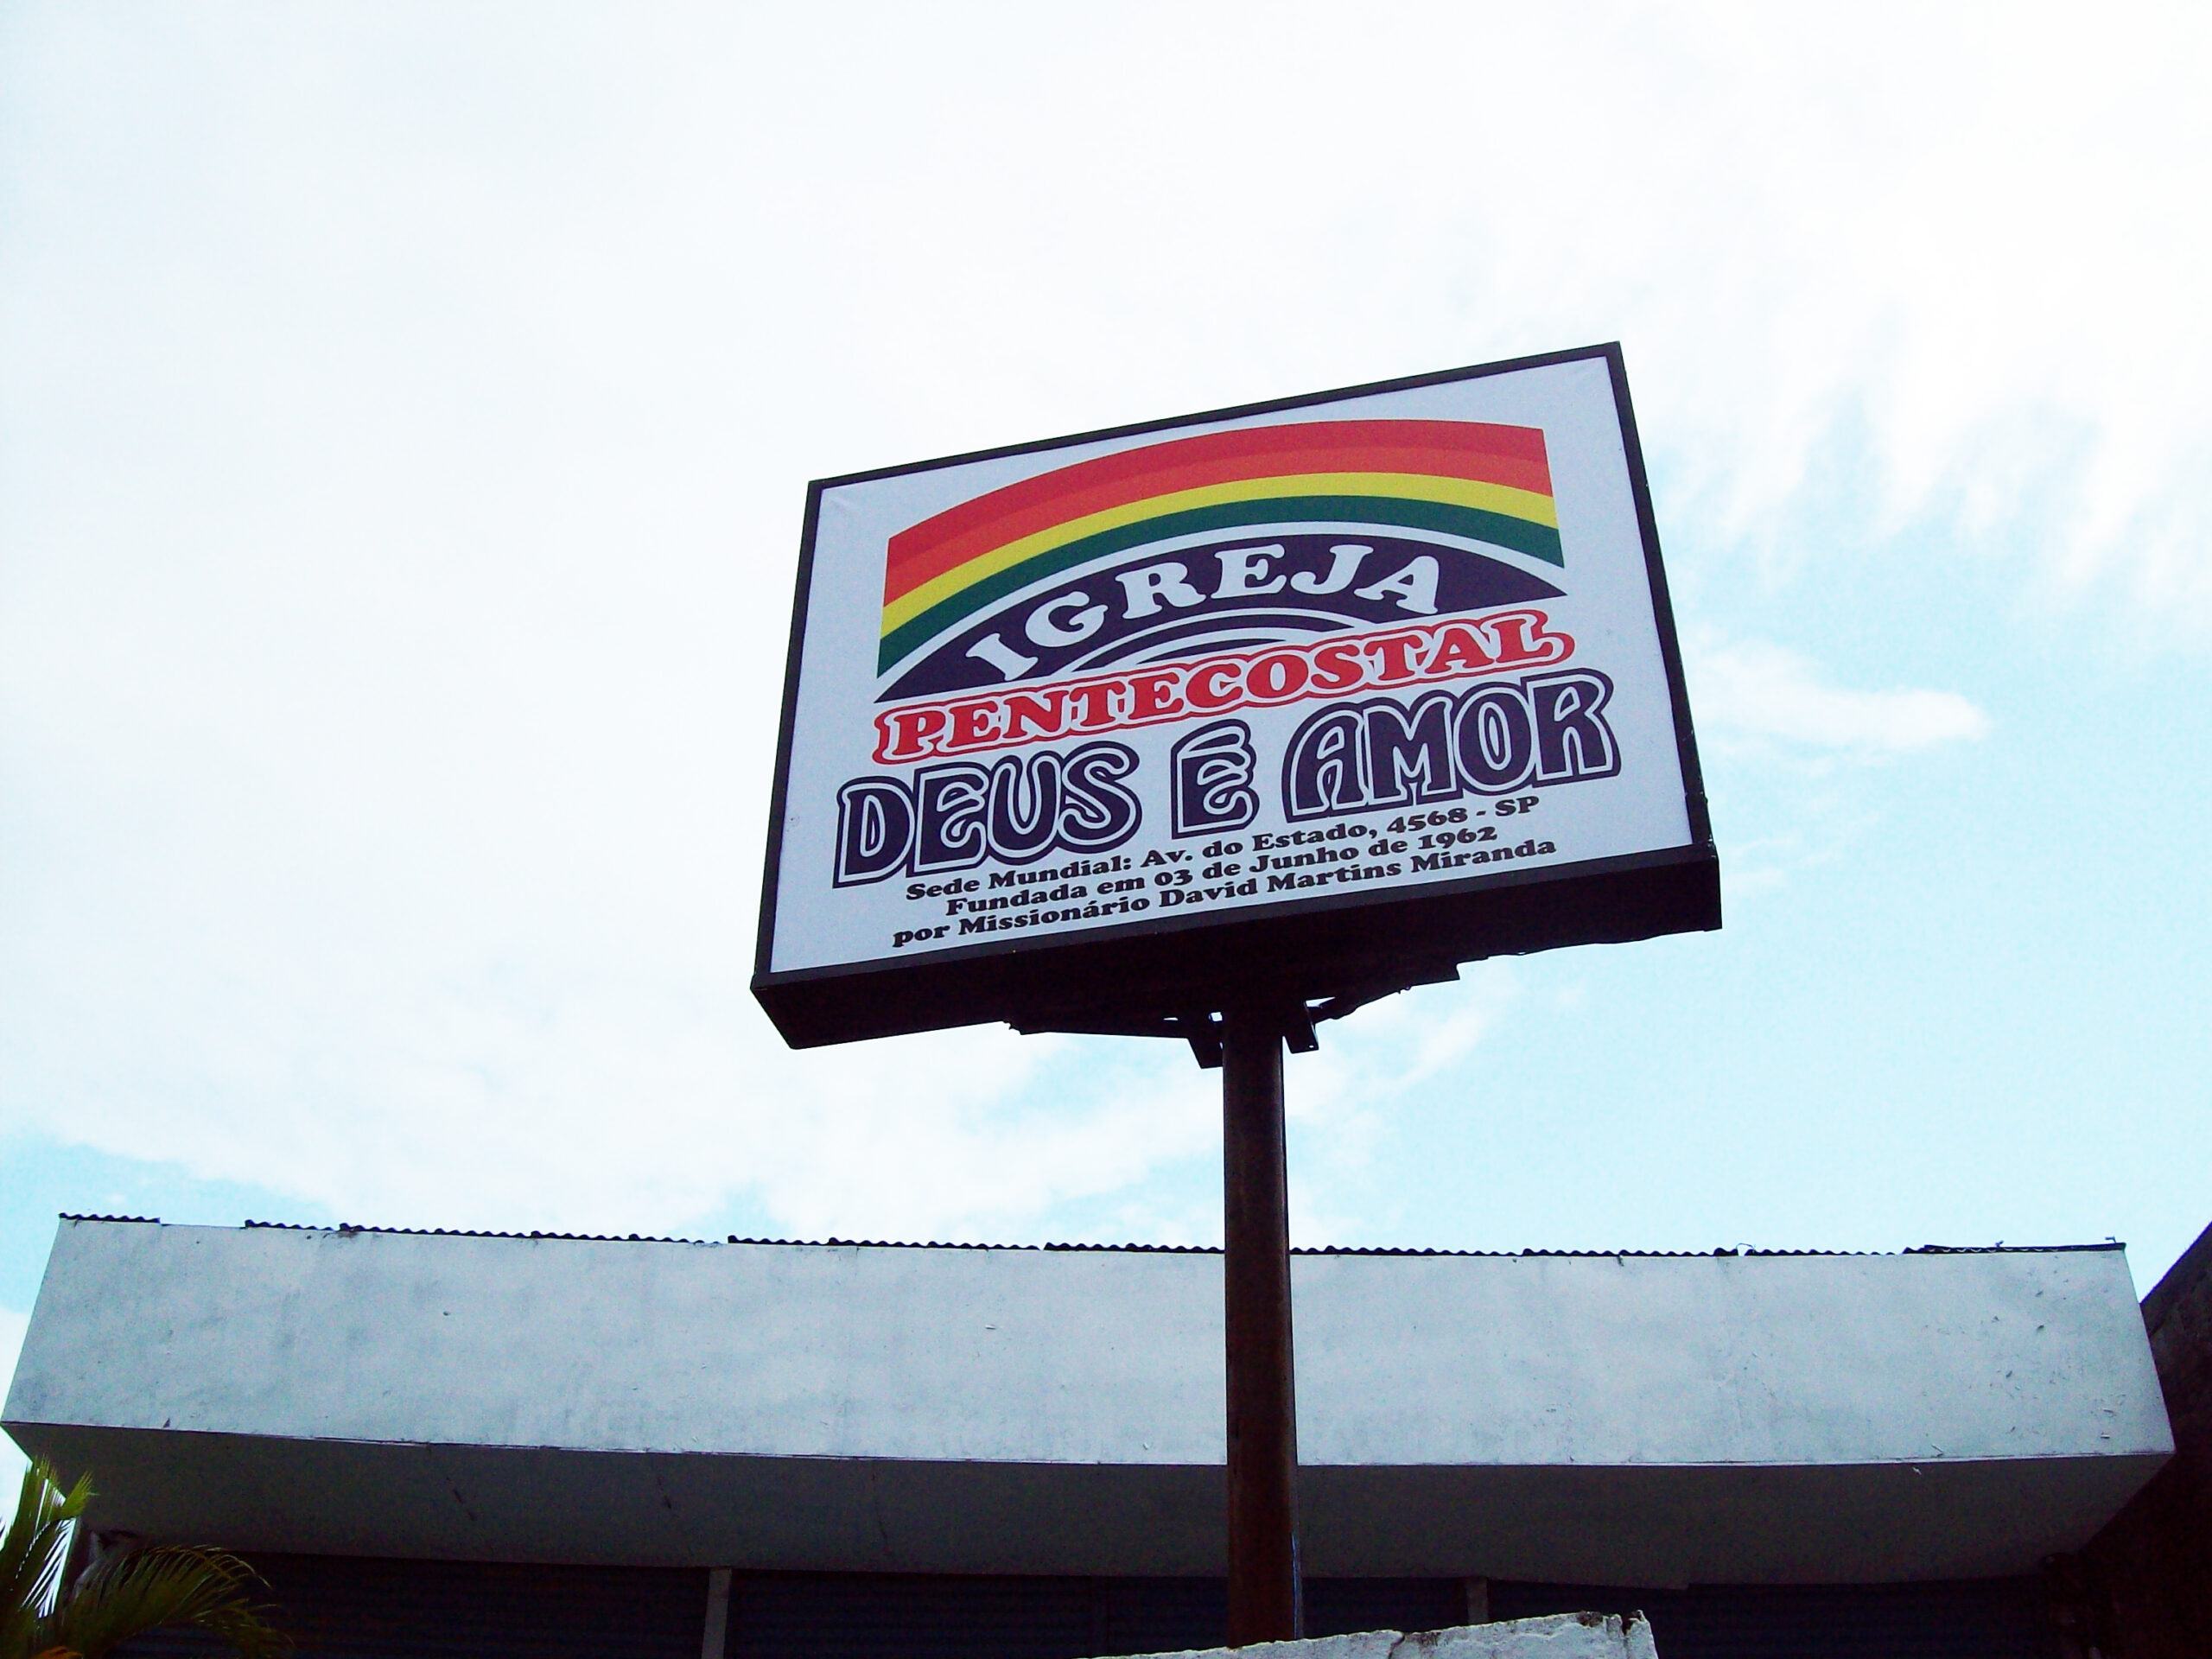 IGREJA
PENTECOSTAL
DEUS É AMOR
Sede Mundial: Av. do Estado, 4568 - SP
Fundada em 03 de Junho de 1962
por Missionário David Martins Miranda